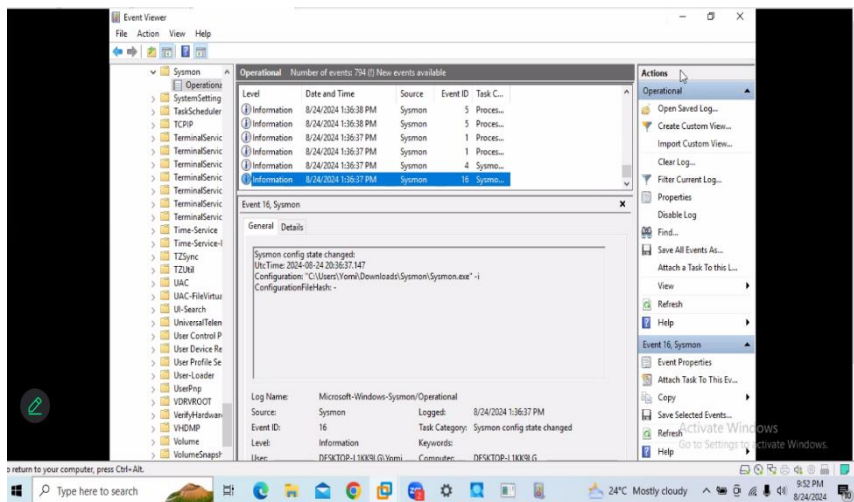 Event Viewer
File Action View Help
Sysmon
Operationa
SystemSetting
TaskScheduler
TCPIP
TerminalServic
TerminalServic
TerminalServic
TerminalServic
TerminalServic
TerminalServic
TerminalServic
Time-Service
Time-Service-
TZSync
TZUtil
UAC
UAC-FileVirtua
UI-Search
UniversalTelen
User Control P
User Device Re
User Profile Se
User-Loader
UserPnp
VDRVROOT
VerifyHardwar
VHDMP
Volume
VolumeSnapsh
Operational Number of events: 794 (!) New events available
Level Date and Time Source Event ID Task C...
Information 8/24/2024 1:36:38 PM Sysmon 5 Proces...
Information 8/24/2024 1:36:38 PM Sysmon 5 Proces...
Information 8/24/2024 1:36:37 PM Sysmon 1 Proces...
Information 8/24/2024 1:36:37 PM Sysmon 1 Proces...
Information 8/24/2024 1:36:37 PM Sysmon 4 Sysmo...
Information 8/24/2024 1:36:37 PM Sysmon 16 Sysmo...
Event 16, Sysmon
General Details
Sysmon config state changed:
UtcTime: 2024-08-24 20:36:37.147
Configuration: "C:\Users\Yomi\Downloads\Sysmon\Sysmon.exe" -i
ConfigurationFileHash: -
Log Name: Microsoft-Windows-Sysmon/Operational
Source: Sysmon Logged: 8/24/2024 1:36:37 PM
Event ID: 16 Task Category: Sysmon config state changed
Level: Information Keywords:
User: Computer:
Actions
Operational
Open Saved Log...
Create Custom View...
Import Custom View...
Clear Log...
Filter Current Log...
Properties
Disable Log
Find...
Save All Events As...
Attach a Task To this L...
View
Refresh
Help
Event 16, Sysmon
Event Properties
Attach Task To This Ev...
Copy
Save Selected Events...
Refresh
Help
Activate Windows
Go to Settings to activate Windows.
o return to your computer, press Ctrl+Alt.
Type here to search
24°C Mostly cloudy
9:52 PM
8/24/2024